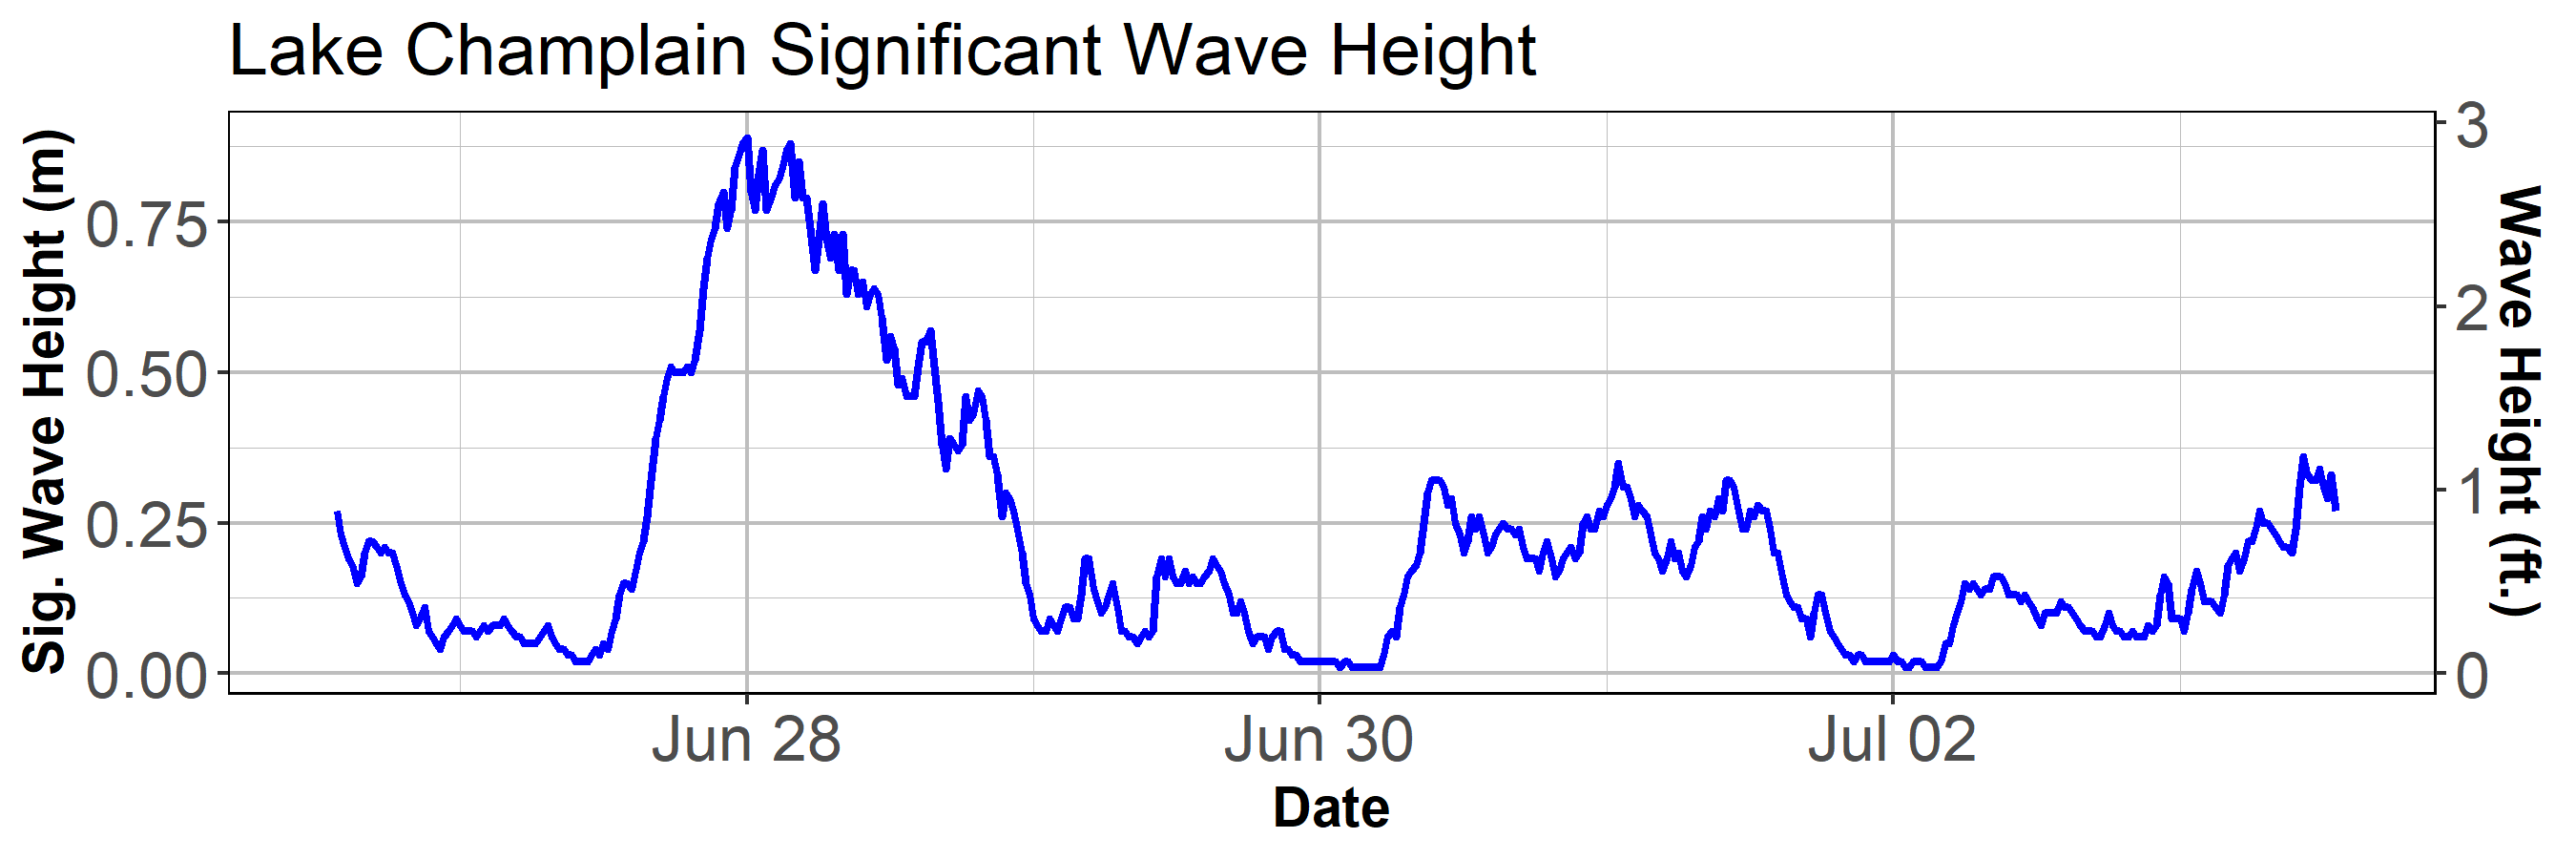 Lake Champlain Significant Wave Height
Sig. Wave Height (m)
0.75
0.50
0.25
0.00
3
2
1
0
Wave Height (ft.)
Jun 28
Jun 30
Jul 02
Date